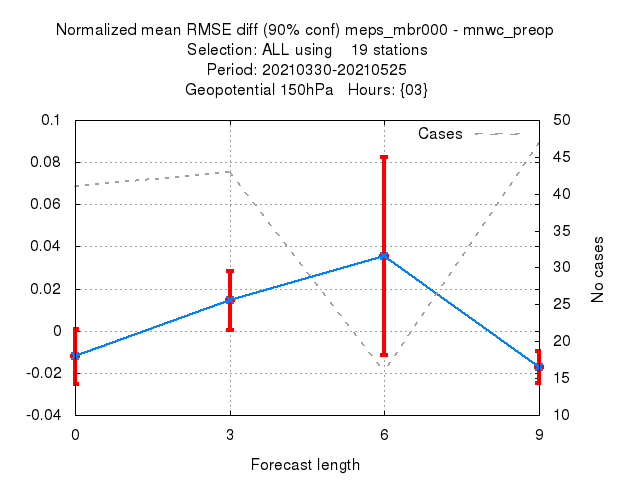 Normalized mean RMSE diff (90% conf) meps_mbr000 - mnwc_preop
Selection: ALL using 19 stations
Period: 20210330-20210525
Geopotential 150hPa Hours: {03}
Cases
0.1
0.08
0.06
0.04
0.02
0
-0.02
-0.04
50
45
40
35
30
25
20
15
10
No cases
0 3 6 9
Forecast length